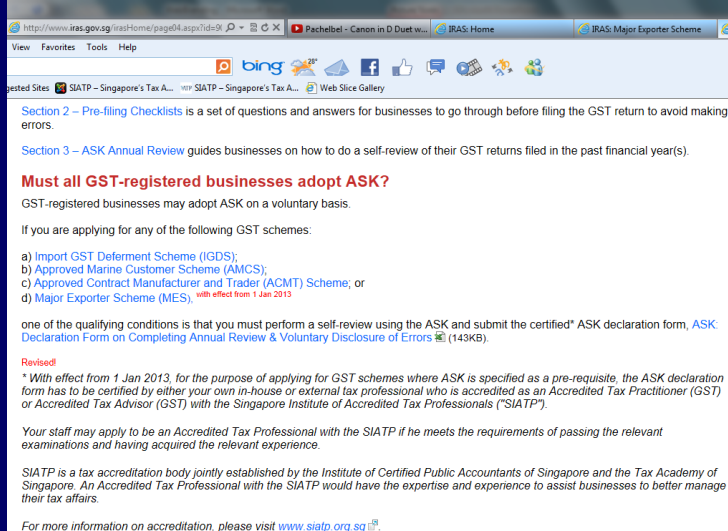 http://www.iras.gov.sg/irasHome/page04.aspx?id=9(
Pachelbel - Canon in D Duet w...
IRAS: Home
IRAS: Major Exporter Scheme
View Favorites Tools Help
bing
28°
gested Sites
SIATP – Singapore's Tax A...
SIATP – Singapore's Tax A...
Web Slice Gallery
Section 2 – Pre-filing Checklists is a set of questions and answers for businesses to go through before filing the GST return to avoid making
errors.
Section 3 – ASK Annual Review guides businesses on how to do a self-review of their GST returns filed in the past financial year(s).
Must all GST-registered businesses adopt ASK?
GST-registered businesses may adopt ASK on a voluntary basis.
If you are applying for any of the following GST schemes:
a) Import GST Deferment Scheme (IGDS);
b) Approved Marine Customer Scheme (AMCS);
c) Approved Contract Manufacturer and Trader (ACMT) Scheme; or
d) Major Exporter Scheme (MES), with effect from 1 Jan 2013
one of the qualifying conditions is that you must perform a self-review using the ASK and submit the certified* ASK declaration form, ASK:
Declaration Form on Completing Annual Review & Voluntary Disclosure of Errors (143KB).
Revised!
* With effect from 1 Jan 2013, for the purpose of applying for GST schemes where ASK is specified as a pre-requisite, the ASK declaration
form has to be certified by either your own in-house or external tax professional who is accredited as an Accredited Tax Practitioner (GST)
or Accredited Tax Advisor (GST) with the Singapore Institute of Accredited Tax Professionals ("SIATP").
Your staff may apply to be an Accredited Tax Professional with the SIATP if he meets the requirements of passing the relevant
examinations and having acquired the relevant experience.
SIATP is a tax accreditation body jointly established by the Institute of Certified Public Accountants of Singapore and the Tax Academy of
Singapore. An Accredited Tax Professional with the SIATP would have the expertise and experience to assist businesses to better manage
their tax affairs.
For more information on accreditation, please visit www.siatp.org.sg.